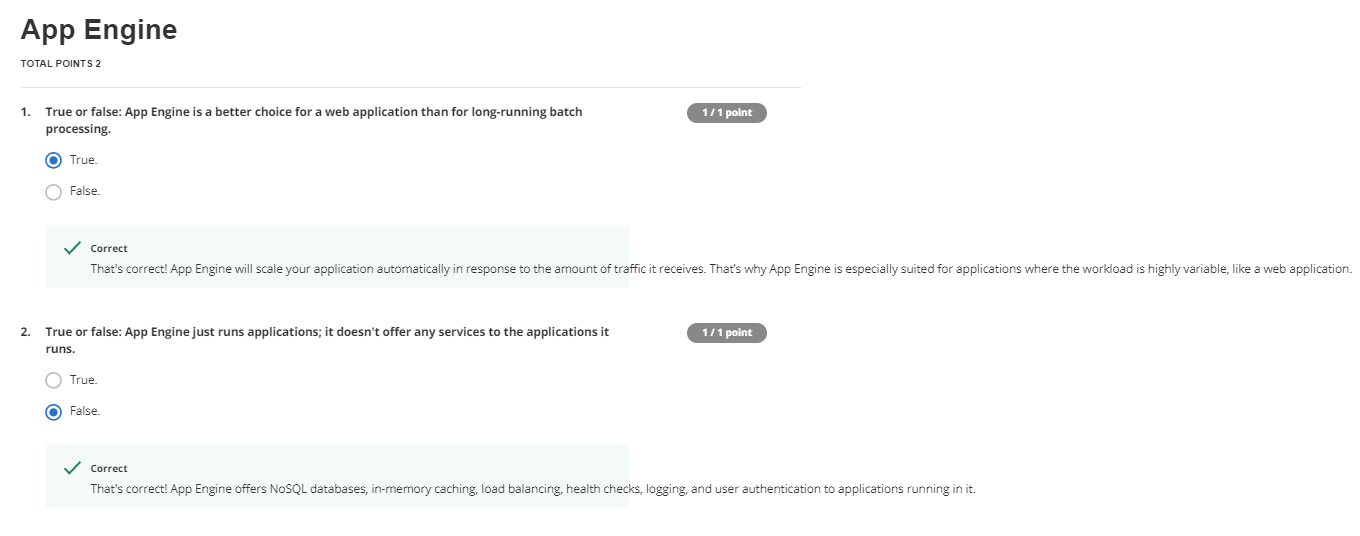 App Engine
TOTAL POINTS 2
1. True or false: App Engine is a better choice for a web application than for long-running batch
processing.
1 / 1 point
True.
False.
Correct
That's correct! App Engine will scale your application automatically in response to the amount of traffic it receives. That's why App Engine is especially suited for applications where the workload is highly variable, like a web application.
2. True or false: App Engine just runs applications; it doesn't offer any services to the applications it
runs.
1 / 1 point
True.
False.
Correct
That's correct! App Engine offers NoSQL databases, in-memory caching, load balancing, health checks, logging, and user authentication to applications running in it.